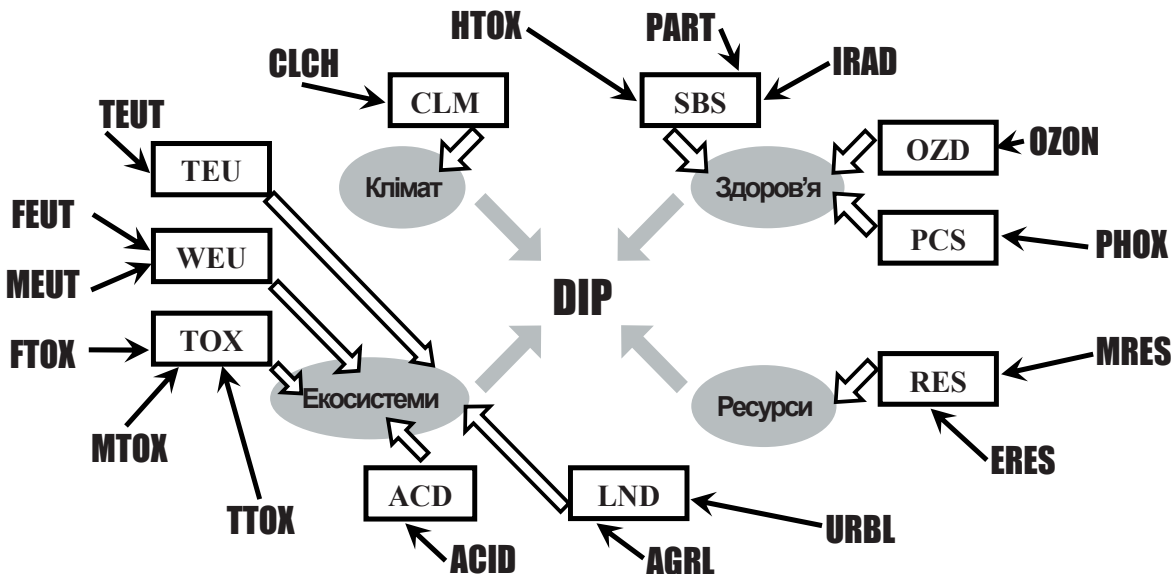 HTOX
PART
IRAD
CLCH
CLM
SBS
TEUT
TEU
OZD
OZON
Клімат
Здоров'я
FEUT
WEU
PCS
PHOX
MEUT
DIP
FTOX
TOX
MRES
RES
Екосистеми
Ресурси
MTOX
ERES
ACD
LND
TTOX
URBL
ACID
AGRL